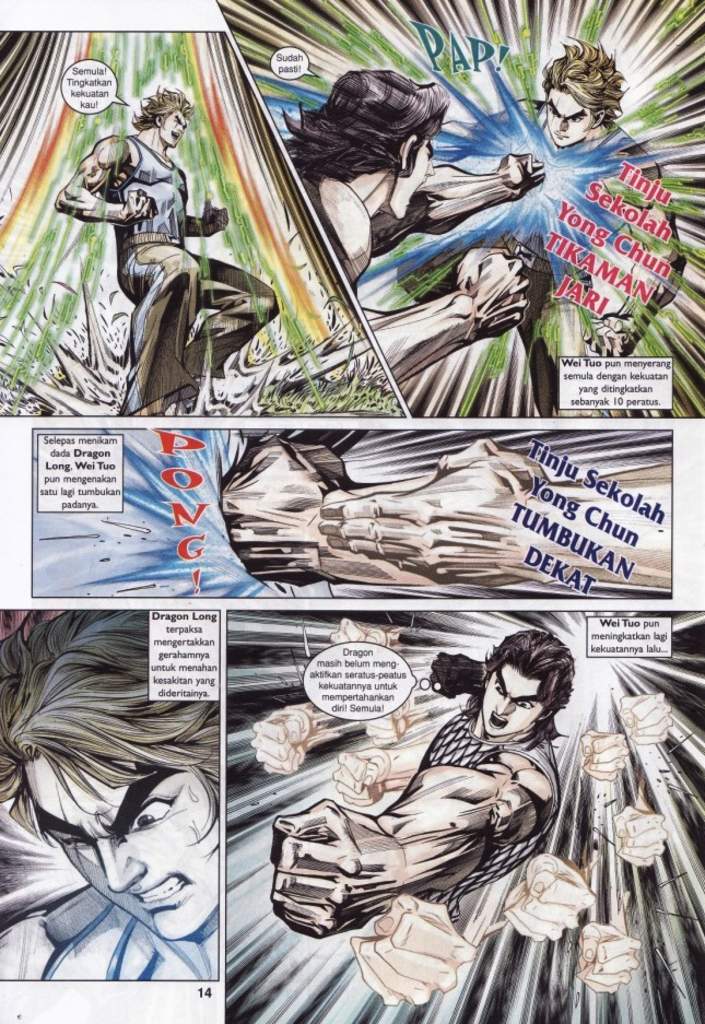 Semula!
Tingkatkan
kekuatan
kau!
Sudah
pasti!
PAP!
Tinju
Sekolah
Yong Chun
TIKAMAN
JARI
Wei Tuo pun menyerang
semula dengan kekuatan
yang ditingkatkan
sebanyak 10 peratus.
Selepas menikam
dada Dragon
Long, Wei Tuo
pun mengenakan
satu lagi tumbukan
padanya.
PONG!
Tinju Sekolah
Yong Chun
TUMBUKAN
DEKAT
Dragon Long
terpaksa
mengertakkan
gerahamnya
untuk menahan
kesakitan yang
dideritainya.
Dragon
masih belum meng-
aktifkan seratus-peatus
kekuatannya untuk
mempertahankan
diri! Semula!
Wei Tuo pun
meningkatkan lagi
kekuatannya lalu...
14